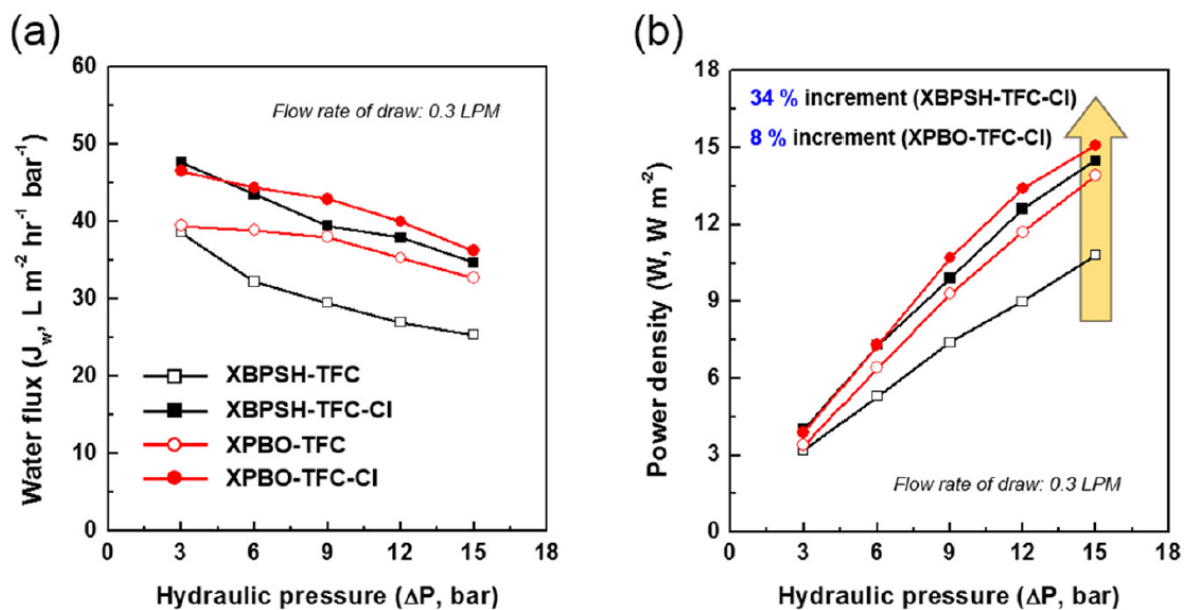 (a)
Water flux (Jw, L m-2 hr-1 bar-1)
60
50
40
30
20
10
0
Flow rate of draw: 0.3 LPM
XBPSH-TFC
XBPSH-TFC-Cl
XPBO-TFC
XPBO-TFC-Cl
0 3 6 9 12 15 18
Hydraulic pressure (ΔP, bar)
(b)
Power density (W, W m-2)
18
15
12
9
6
3
0
34 % increment (XBPSH-TFC-Cl)
8 % increment (XPBO-TFC-Cl)
Flow rate of draw: 0.3 LPM
0 3 6 9 12 15 18
Hydraulic pressure (ΔP, bar)